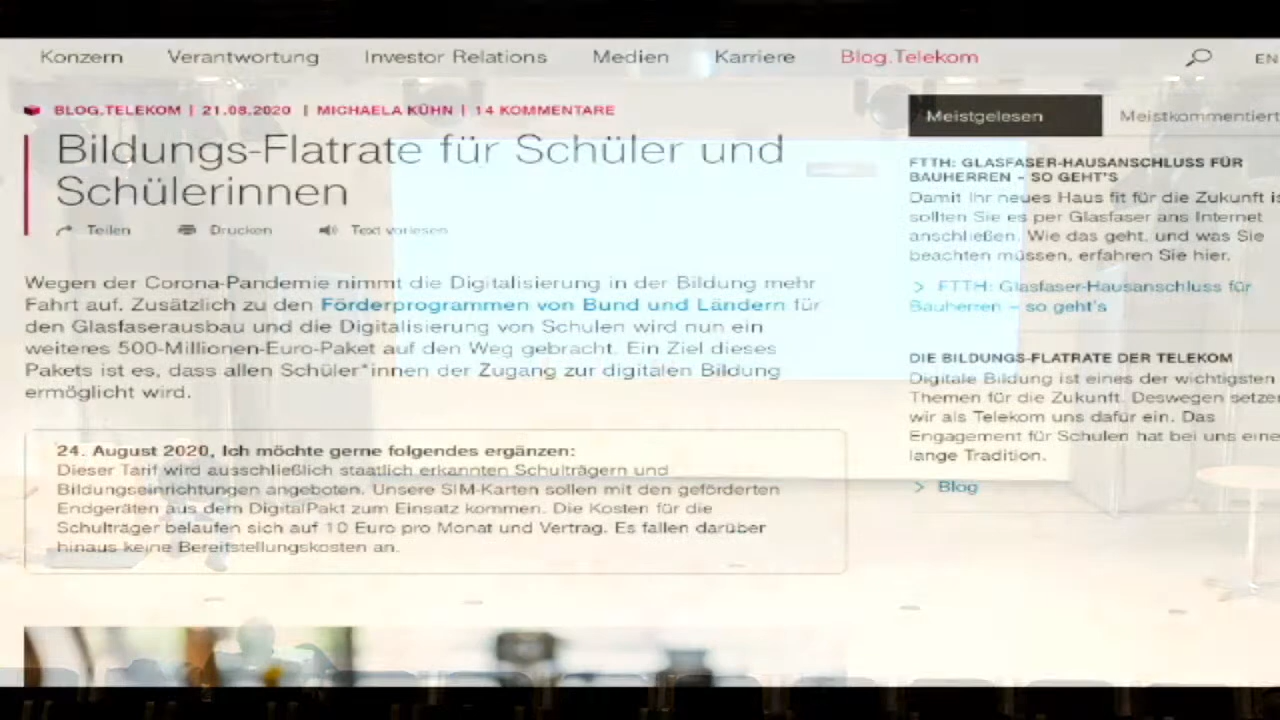 Konzern Verantwortung Investor Relations Medien Karriere Blog.Telekom EN
BLOG.TELEKOM | 21.08.2020 | MICHAELA KÜHN | 14 KOMMENTARE
Bildungs-Flatrate für Schüler und
Schülerinnen
Teilen Drucken Text vorlesen
Wegen der Corona-Pandemie nimmt die Digitalisierung in der Bildung mehr
Fahrt auf. Zusätzlich zu den Förderprogrammen von Bund und Ländern für
den Glasfaserausbau und die Digitalisierung von Schulen wird nun ein
weiteres 500-Millionen-Euro-Paket auf den Weg gebracht. Ein Ziel dieses
Pakets ist es, dass allen Schüler*innen der Zugang zur digitalen Bildung
ermöglicht wird.
24. August 2020, Ich möchte gerne folgendes ergänzen:
Dieser Tarif wird ausschließlich staatlich erkannten Schulträgern und
Bildungseinrichtungen angeboten. Unsere SIM-Karten sollen mit den geförderten
Endgeräten aus dem DigitalPakt zum Einsatz kommen. Die Kosten für die
Schulträger belaufen sich auf 10 Euro pro Monat und Vertrag. Es fallen darüber
hinaus keine Bereitstellungskosten an.
Meistgelesen Meistkommentiert
FTTH: GLASFASER-HAUSANSCHLUSS FÜR
BAUHERREN – SO GEHT'S
Damit Ihr neues Haus fit für die Zukunft is
sollten Sie es per Glasfaser ans Internet
anschließen. Wie das geht, und was Sie
beachten müssen, erfahren Sie hier.
> FTTH: Glasfaser-Hausanschluss für
Bauherren – so geht's
DIE BILDUNGS-FLATRATE DER TELEKOM
Digitale Bildung ist eines der wichtigsten
Themen für die Zukunft. Deswegen setzen
wir als Telekom uns dafür ein. Das
Engagement für Schulen hat bei uns eine
lange Tradition.
> Blog